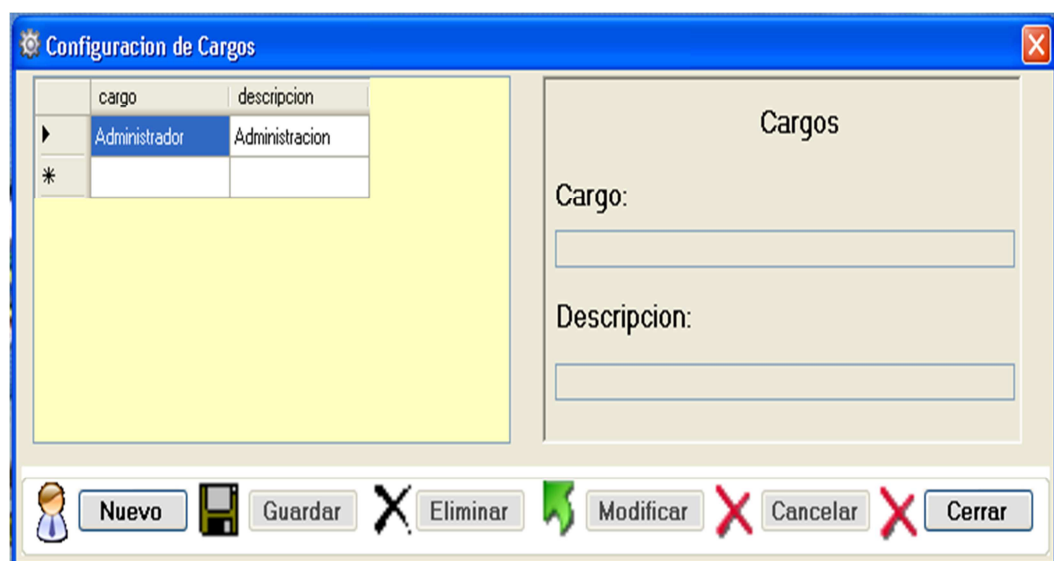 Configuracion de Cargos
cargo descripcion
Administrador Administracion
Cargos
Cargo:
Descripcion:
Nuevo Guardar Eliminar Modificar Cancelar Cerrar